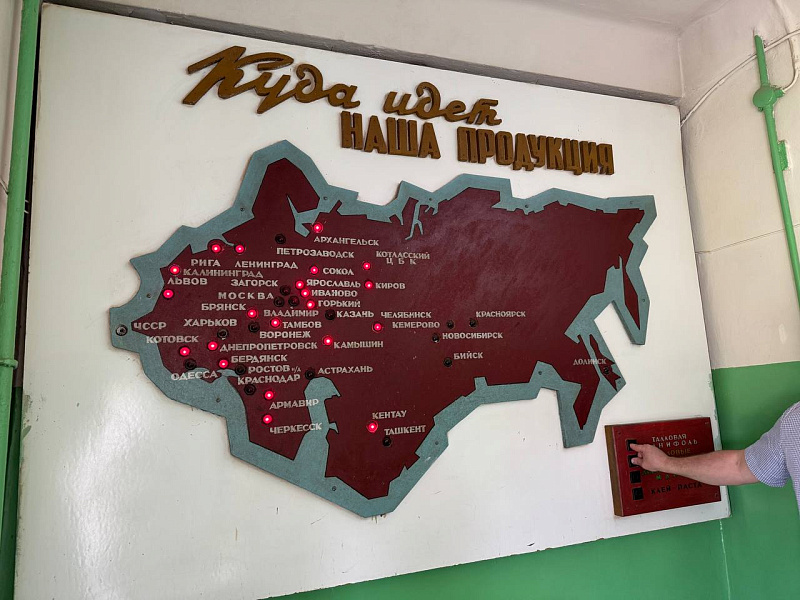 Куда идет
НАША ПРОДУКЦИЯ
АРХАНГЕЛЬСК
ПЕТРОЗАВОДСК
КОТЛАССКИЙ
ЦБК
РИГА
ЛЕНИНГРАД
СОКОЛ
КАЛИНИНГРАД
ЛЬВОВ
ЗАГОРСК
ЯРОСЛАВЛЬ
КИРОВ
МОСКВА
ИВАНОВО
БРЯНСК
ГОРЬКИЙ
ВЛАДИМИР
КАЗАНЬ
ЧЕЛЯБИНСК
КРАСНОЯРСК
ЧССР
ХАРЬКОВ
ТАМБОВ
КЕМЕРОВО
КОТОВСК
ВОРОНЕЖ
НОВОСИБИРСК
ДНЕПРОПЕТРОВСК
КАМЫШИН
БЕРДЯНСК
БИЙСК
ДОЛИНСК
ОДЕССА
РОСТОВ н/д
АСТРАХАНЬ
КРАСНОДАР
АРМАВИР
КЕНТАУ
ЧЕРКЕССК
ТАШКЕНТ
ТАЛЛОВАЯ
КЛЕЙ-ПАСТА